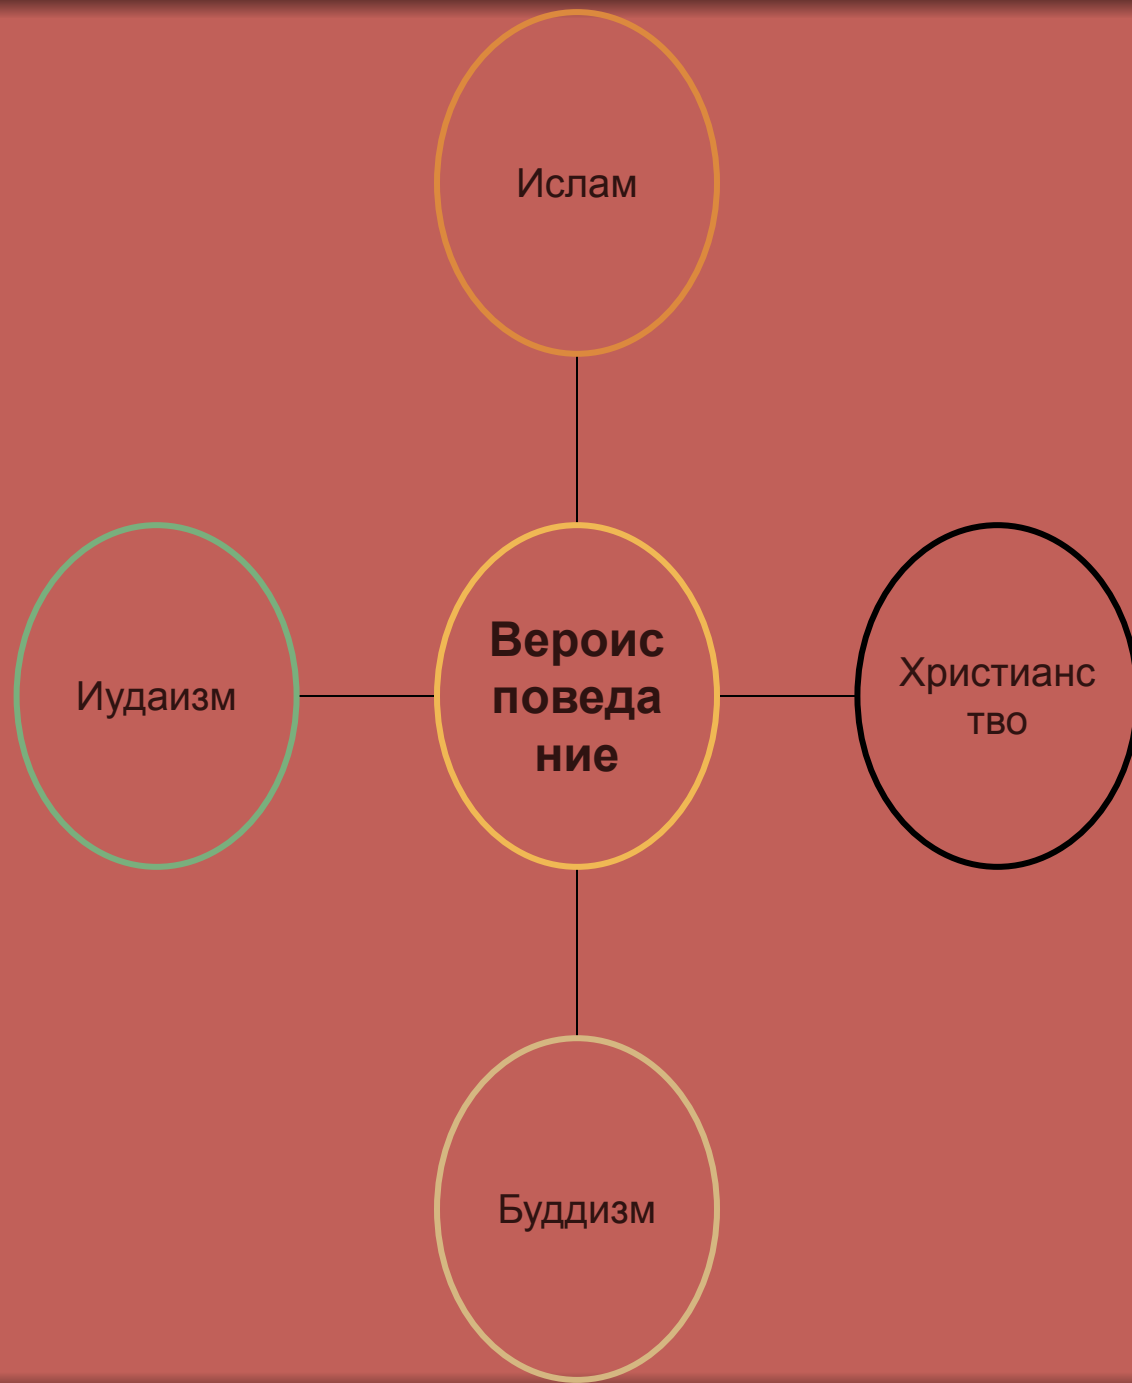 Ислам
Иудаизм
Вероис
поведа
ние
Христианс
тво
Буддизм